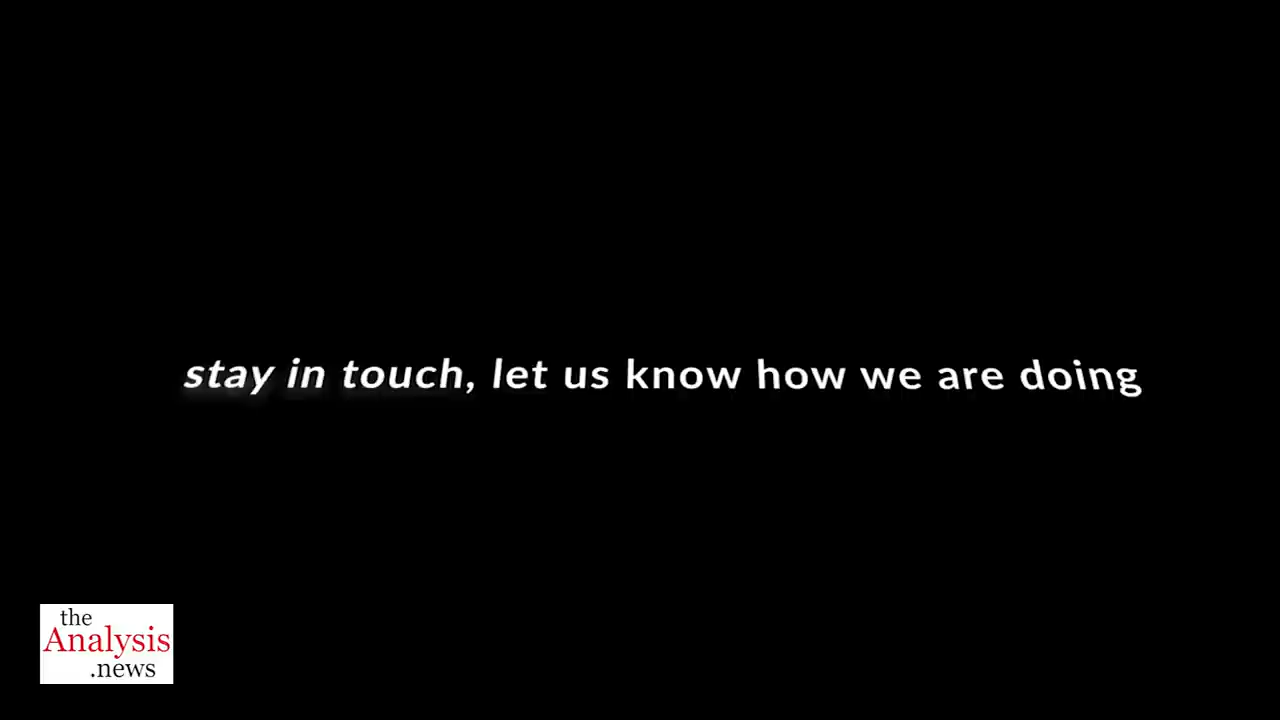 stay in touch, let us know how we are doing
the
Analysis
.news